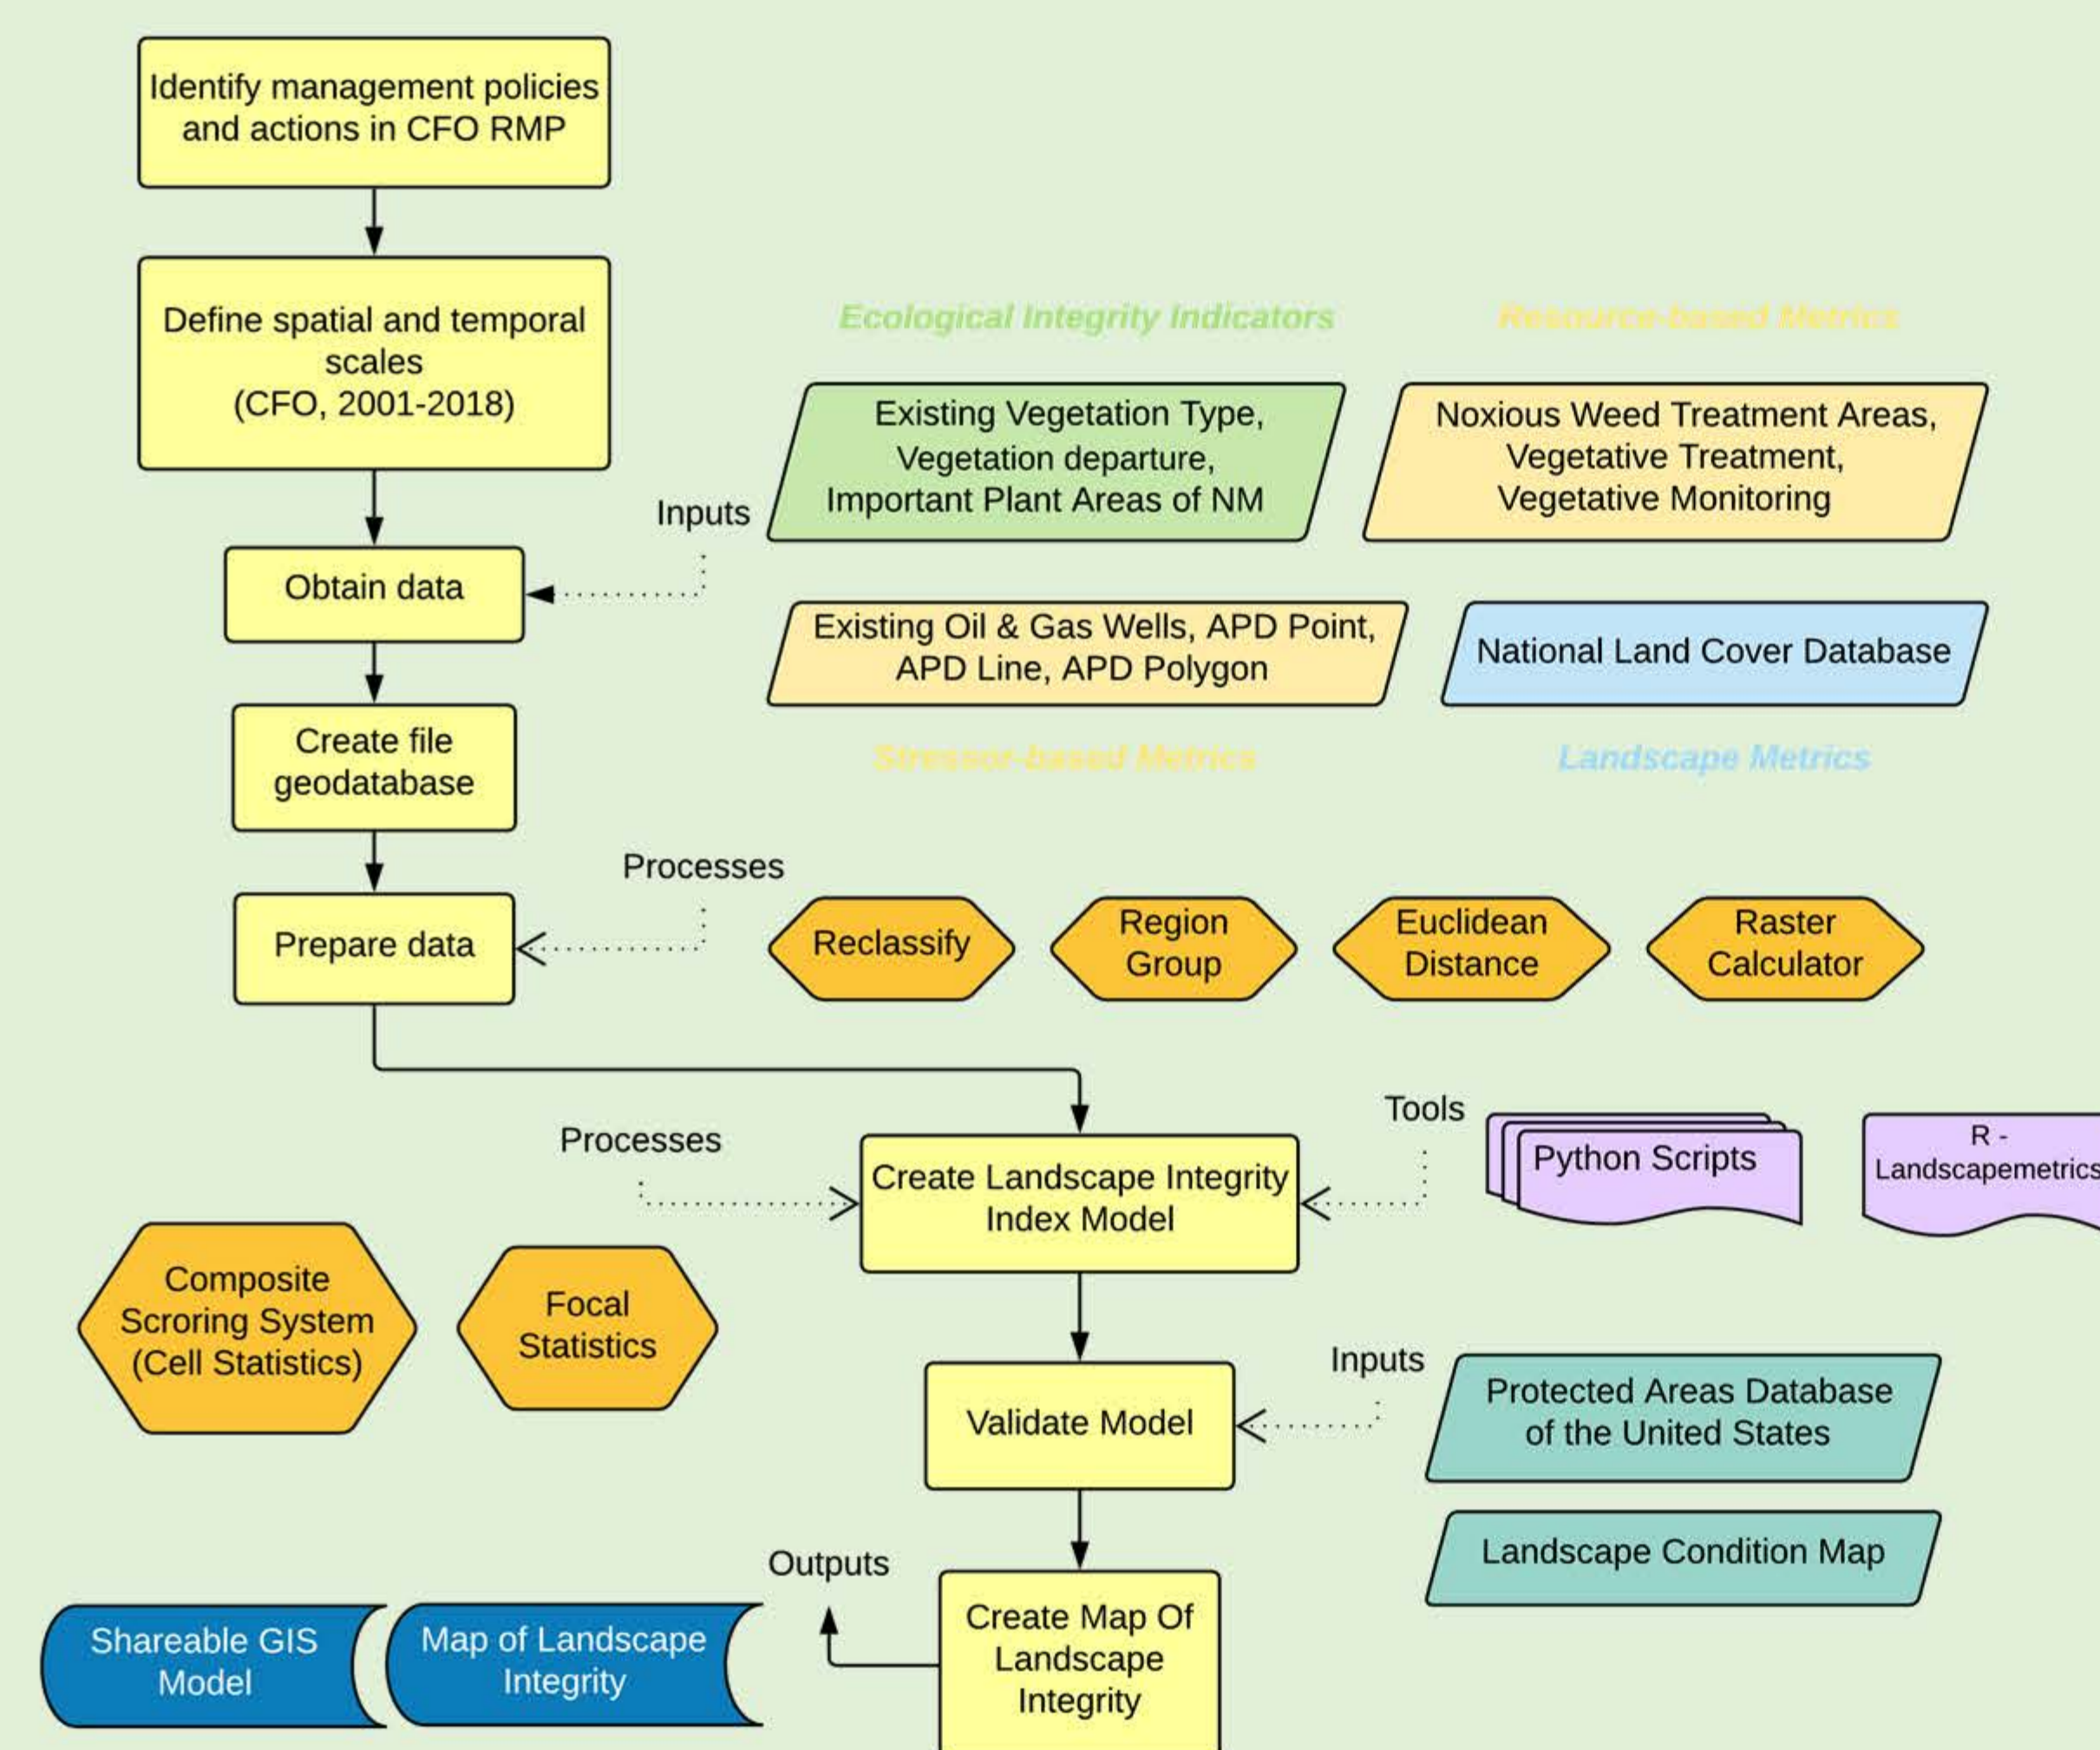 Identify management policies
and actions in CFO RMP
Define spatial and temporal
scales
(CFO, 2001-2018)
Ecological Integrity Indicators
Resource-based Metrics
Existing Vegetation Type,
Vegetation departure,
Important Plant Areas of NM
Noxious Weed Treatment Areas,
Vegetative Treatment,
Vegetative Monitoring
Inputs
Obtain data
Existing Oil & Gas Wells, APD Point,
APD Line, APD Polygon
National Land Cover Database
Create file
geodatabase
Stressor-based Metrics
Landscape Metrics
Processes
Prepare data
Reclassify
Region
Group
Euclidean
Distance
Raster
Calculator
Processes
Create Landscape Integrity
Index Model
Tools
Python Scripts
R -
Landscapemetrics
Composite
Scroring System
(Cell Statistics)
Focal
Statistics
Validate Model
Inputs
Protected Areas Database
of the United States
Landscape Condition Map
Outputs
Create Map Of
Landscape
Integrity
Shareable GIS
Model
Map of Landscape
Integrity